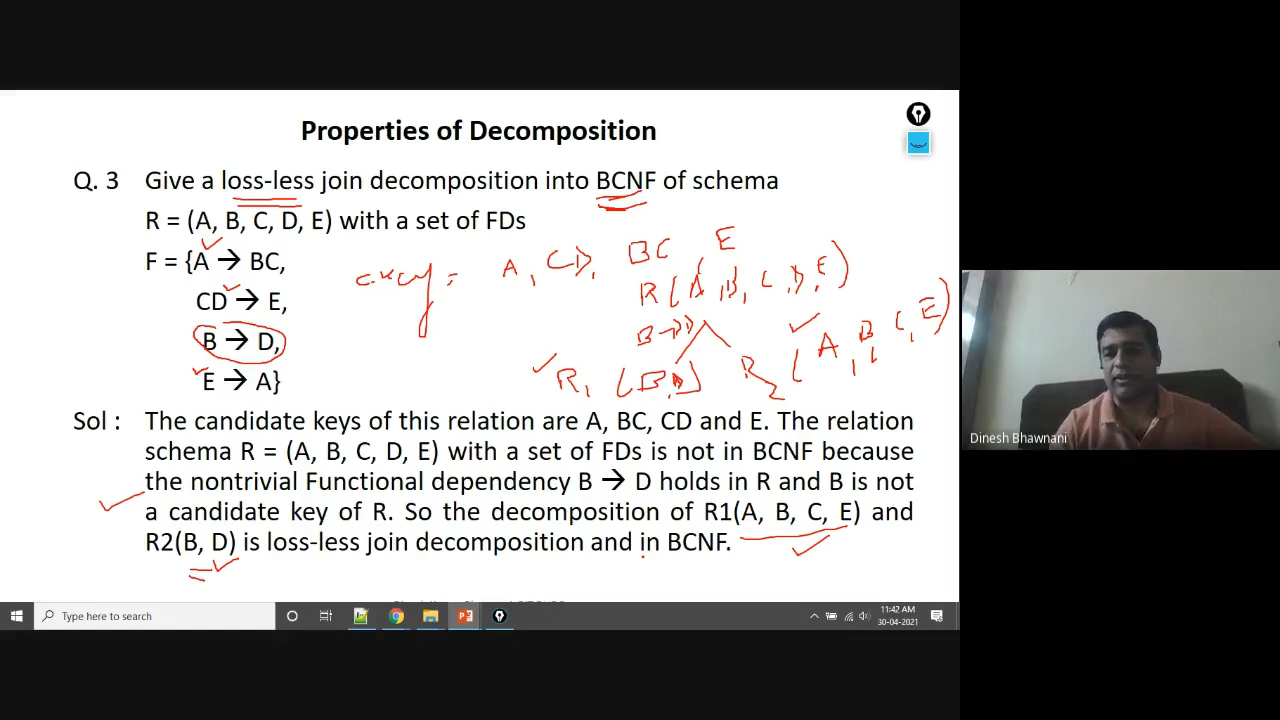 Properties of Decomposition
Q. 3 Give a loss-less join decomposition into BCNF of schema
R = (A, B, C, D, E) with a set of FDs
F = {A → BC,
CD → E,
B → D,
E → A}
A, CD, BC, E
R(A, B, C, D, E)
B→D
R1 (B, D) R2 (A, B, C, E)
Sol : The candidate keys of this relation are A, BC, CD and E. The relation
schema R = (A, B, C, D, E) with a set of FDs is not in BCNF because
the nontrivial Functional dependency B → D holds in R and B is not
a candidate key of R. So the decomposition of R1(A, B, C, E) and
R2(B, D) is loss-less join decomposition and in BCNF.
Dinesh Bhawnani
Type here to search
11:42 AM
30-04-2021